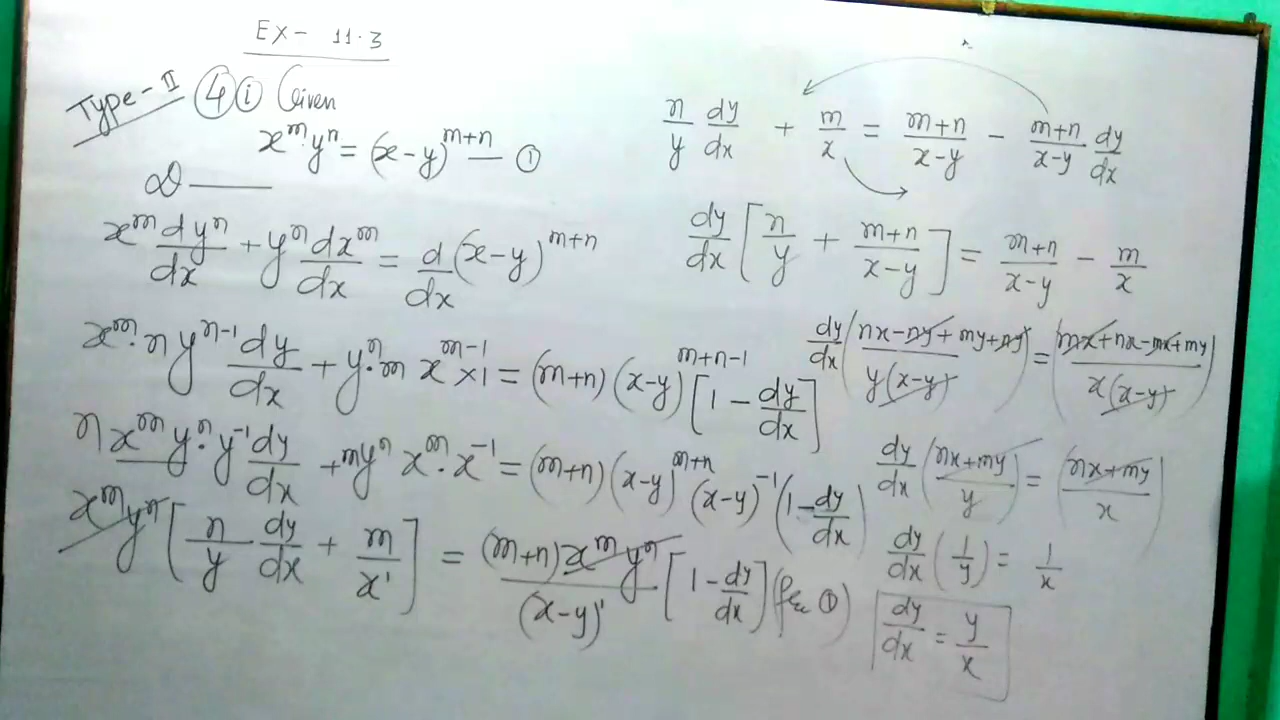 EX- 11.3
Type-II ④ⓘ Given
x^m.y^n = (x-y)^{m+n} — ①
D ——
x^m dy^n/dx + y^n dx^m/dx = d/dx (x-y)^{m+n}
x^m.n y^{n-1} dy/dx + y^n.m x^{m-1} ×1 = (m+n) (x-y)^{m+n-1} [1 - dy/dx]
n x^m y^n.y^{-1} dy/dx + my^n x^m.x^{-1} = (m+n) (x-y)^{m+n} (x-y)^{-1} (1-dy/dx)
x^m y^n [n/y dy/dx + m/x'] = (m+n) x^m y^n/(x-y)' [1-dy/dx] ( ①)
n/y dy/dx + m/x = m+n/x-y - m+n/x-y dy/dx
dy/dx [n/y + m+n/x-y] = m+n/x-y - m/x
dy/dx (nx-ny+my+ny/y(x-y)) = (mx+nx-mx+my/x(x-y))
dy/dx (nx+my/y) = (nx+my/x)
dy/dx (1/y) = 1/x
dy/dx = y/x